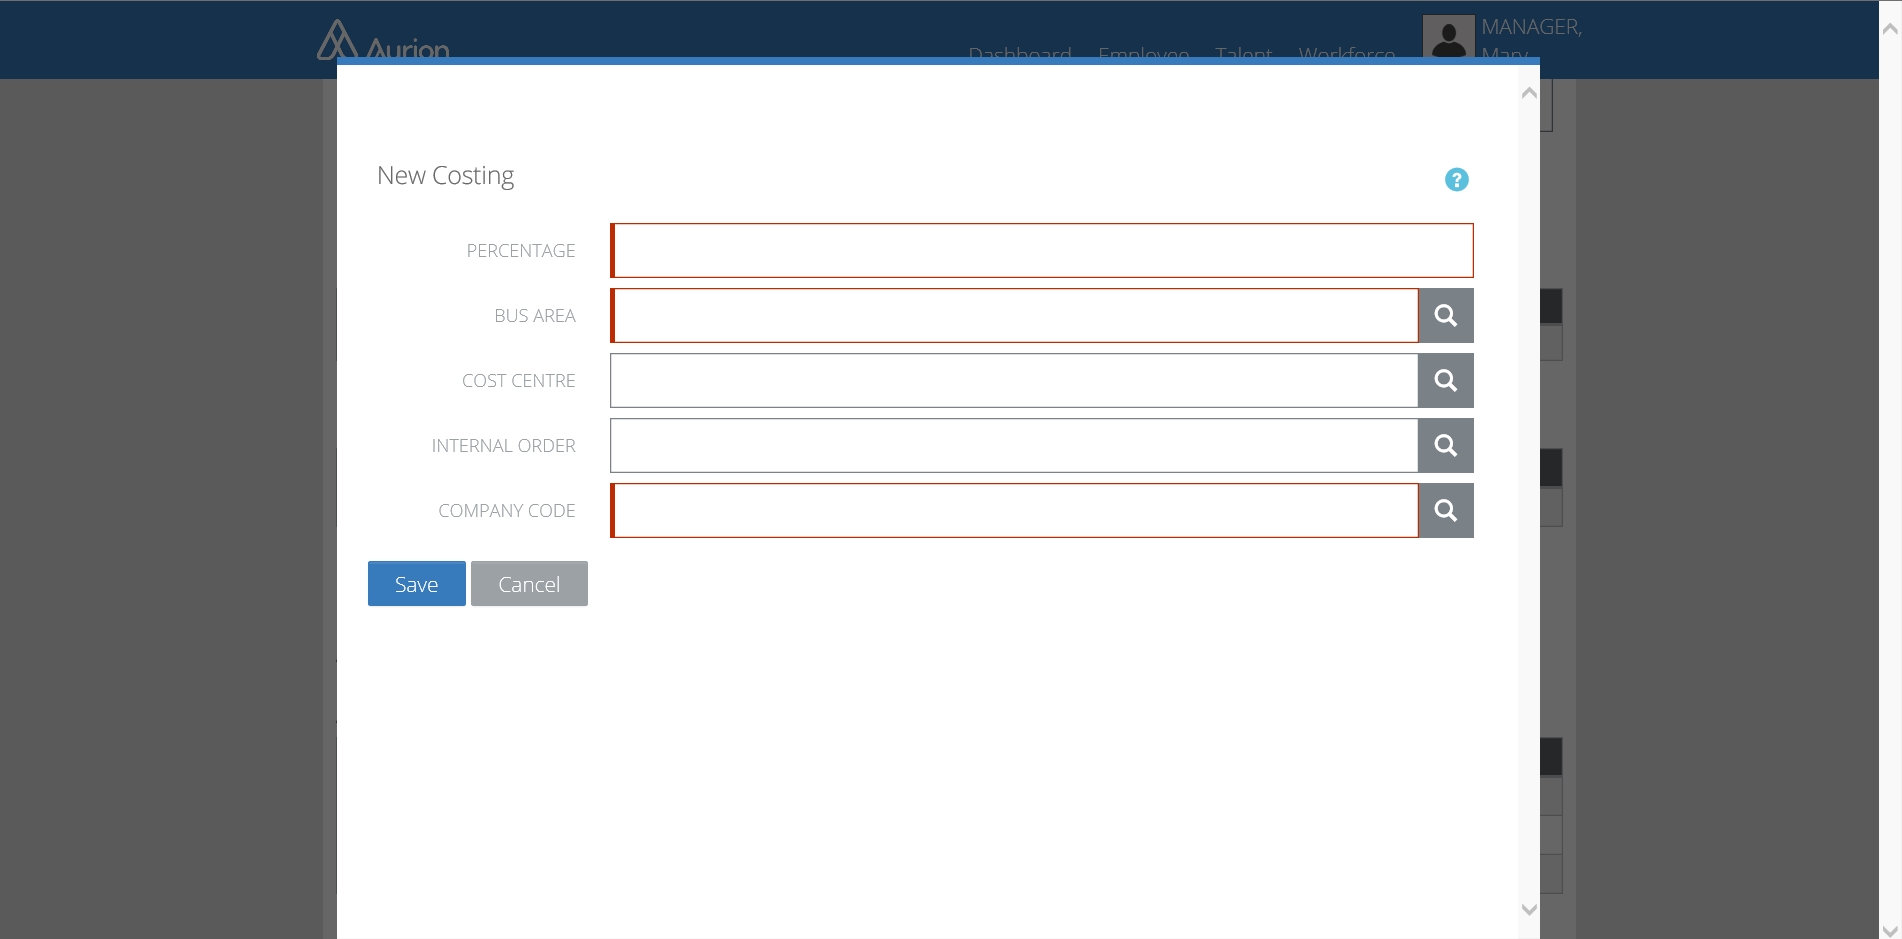 Aurion
Dashboard Employee Talent Workforce
MANAGER,
Mary
New Costing
?
PERCENTAGE
BUS AREA
COST CENTRE
INTERNAL ORDER
COMPANY CODE
Save Cancel